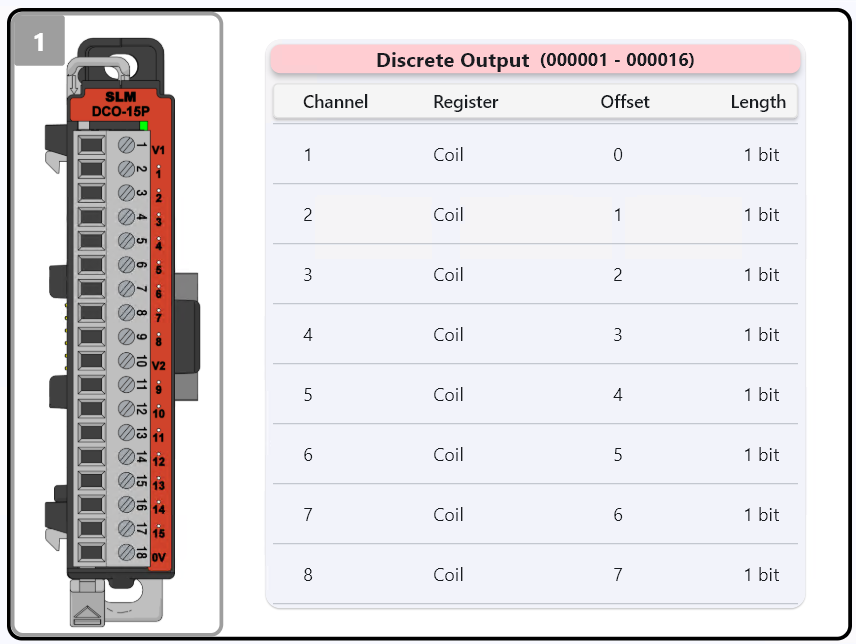 1
SLM
DCO-15P
1 V1
2 1
3 2
4 3
5 4
6 5
7 6
8 7
9 8
10 V2
11 9
12 10
13 11
14 12
15 13
16 14
17 15
18 0V
Discrete Output (000001 - 000016)
Channel Register Offset Length
1 Coil 0 1 bit
2 Coil 1 1 bit
3 Coil 2 1 bit
4 Coil 3 1 bit
5 Coil 4 1 bit
6 Coil 5 1 bit
7 Coil 6 1 bit
8 Coil 7 1 bit